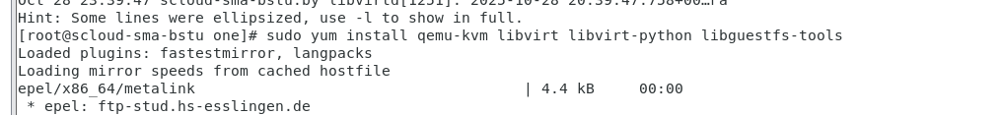 Oct 28 23:39:47 scloud-sma-bstu.by libvirtd[1251]: 2025-10-28 20:39:47.758+00…ra
Hint: Some lines were ellipsized, use -l to show in full.
[root@scloud-sma-bstu one]# sudo yum install qemu-kvm libvirt libvirt-python libguestfs-tools
Loaded plugins: fastestmirror, langpacks
Loading mirror speeds from cached hostfile
epel/x86_64/metalink | 4.4 kB 00:00
* epel: ftp-stud.hs-esslingen.de